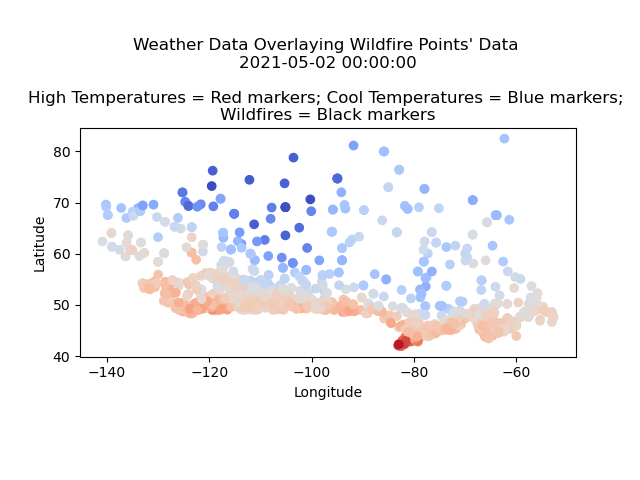 Weather Data Overlaying Wildfire Points' Data
2021-05-02 00:00:00
High Temperatures = Red markers; Cool Temperatures = Blue markers;
Wildfires = Black markers
80
70
60
50
40
Latitude
−140
−120
−100
−80
−60
Longitude